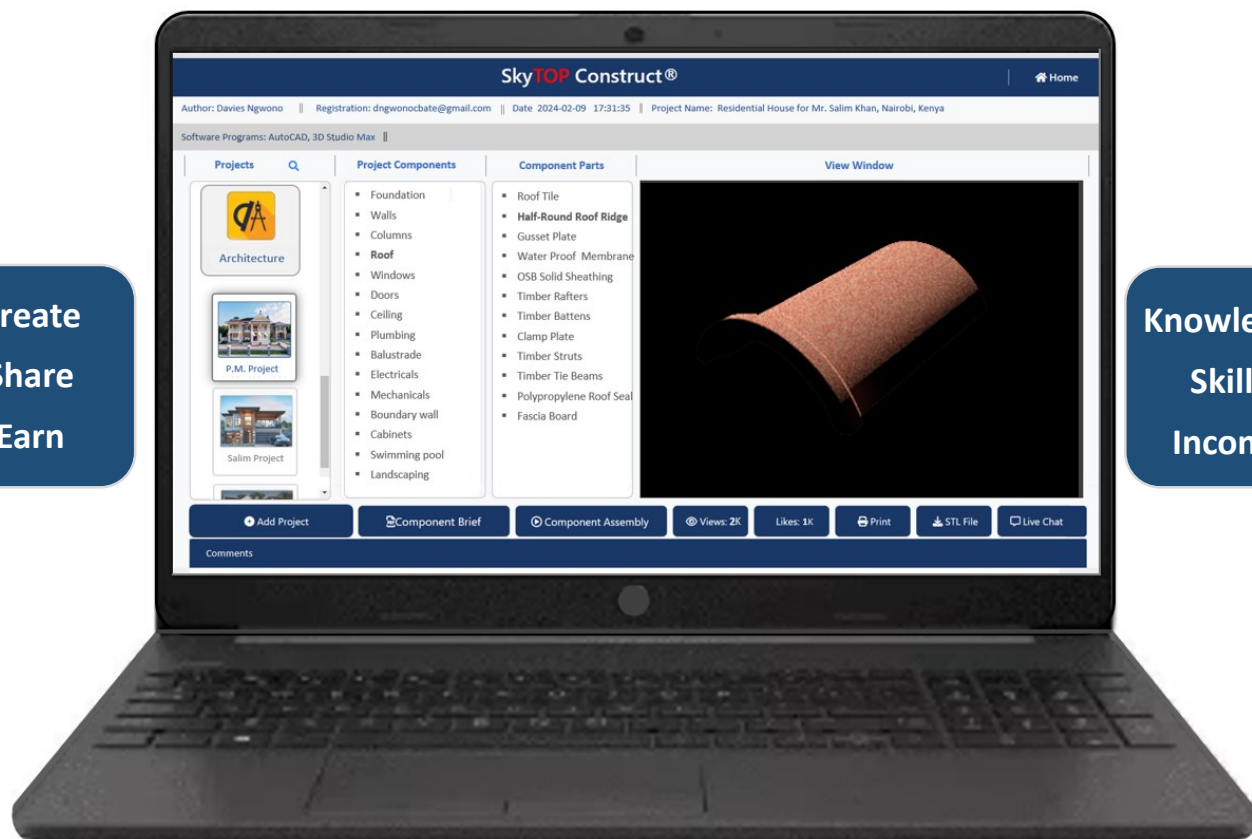 SkyTOP Construct®
Home
Author: Davies Ngwono || Registration: dngwonocbate@gmail.com || Date 2024-02-09 17:31:35 || Project Name: Residential House for Mr. Salim Khan, Nairobi, Kenya
Software Programs: AutoCAD, 3D Studio Max ||
Projects
Architecture
P.M. Project
Salim Project
Project Components
Foundation
Walls
Columns
Roof
Windows
Doors
Ceiling
Plumbing
Balustrade
Electricals
Mechanicals
Boundary wall
Cabinets
Swimming pool
Landscaping
Component Parts
Roof Tile
Half-Round Roof Ridge
Gusset Plate
Water Proof Membrane
OSB Solid Sheathing
Timber Rafters
Timber Battens
Clamp Plate
Timber Struts
Timber Tie Beams
Polypropylene Roof Seal
Fascia Board
View Window
Add Project
Component Brief
Component Assembly
Views: 2K
Likes: 1K
Print
STL File
Live Chat
Comments
reate
Share
Earn
Knowle
Skill
Incom